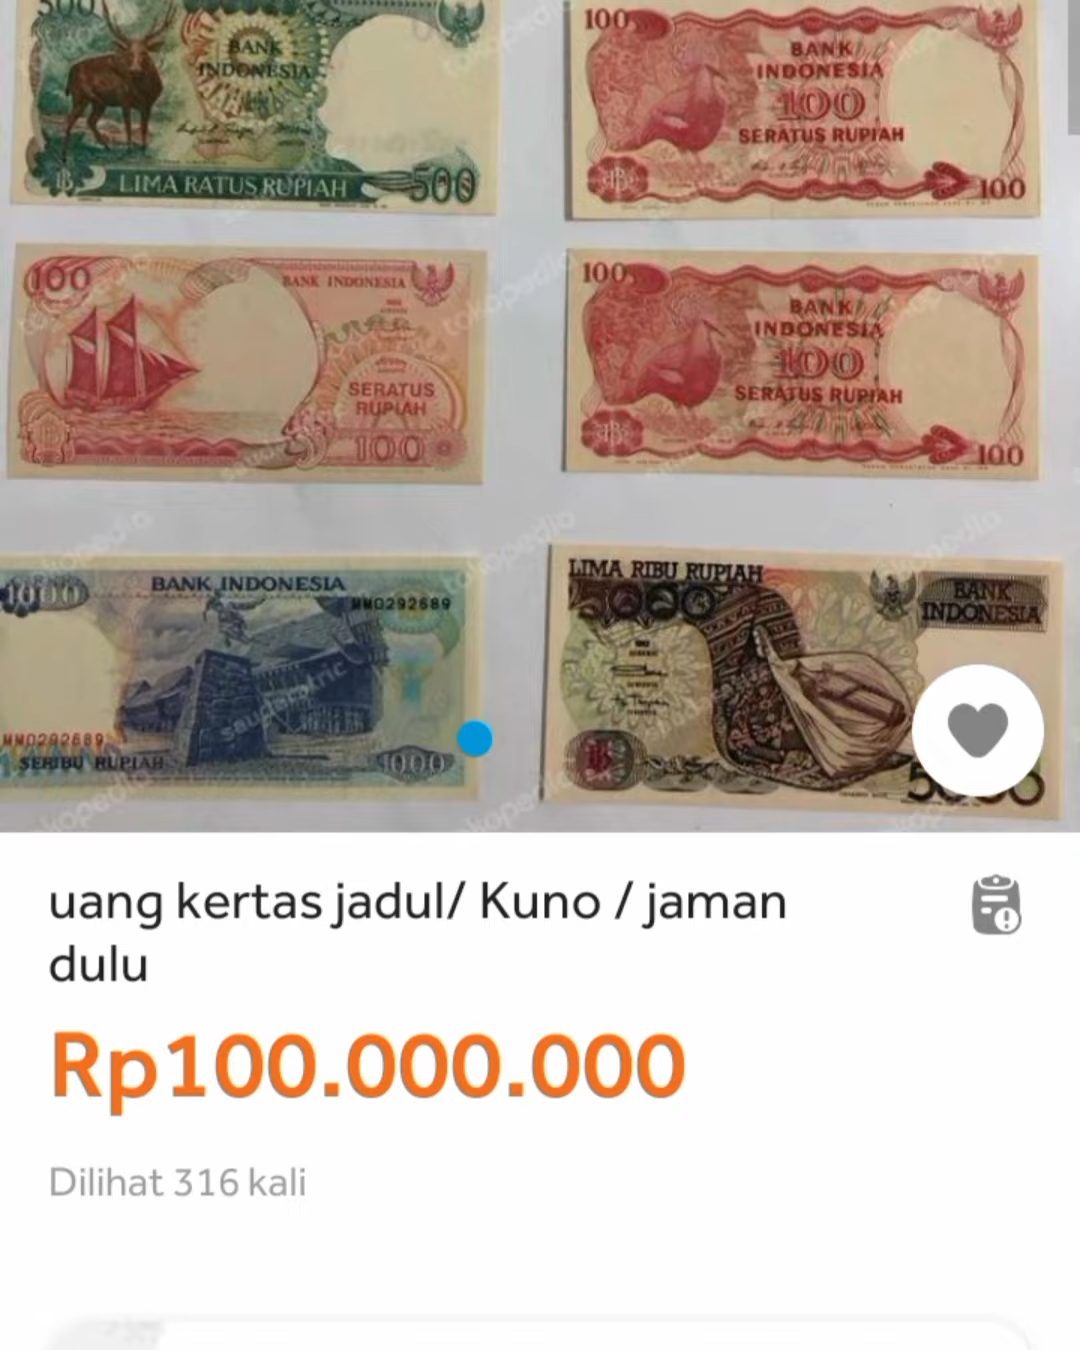 500
BANK
INDONESIA
LIMA RATUS RUPIAH
500
100
BANK
INDONESIA
100
SERATUS RUPIAH
100
100
BANK INDONESIA
SERATUS
RUPIAH
100
100
BANK
INDONESIA
100
SERATUS RUPIAH
100
1000
BANK INDONESIA
MMD292689
MMD292689
SERIBU RUPIAH
1000
LIMA RIBU RUPIAH
5000
BANK
INDONESIA
tokopedia
uang kertas jadul/ Kuno / jaman
dulu
Rp100.000.000
Dilihat 316 kali